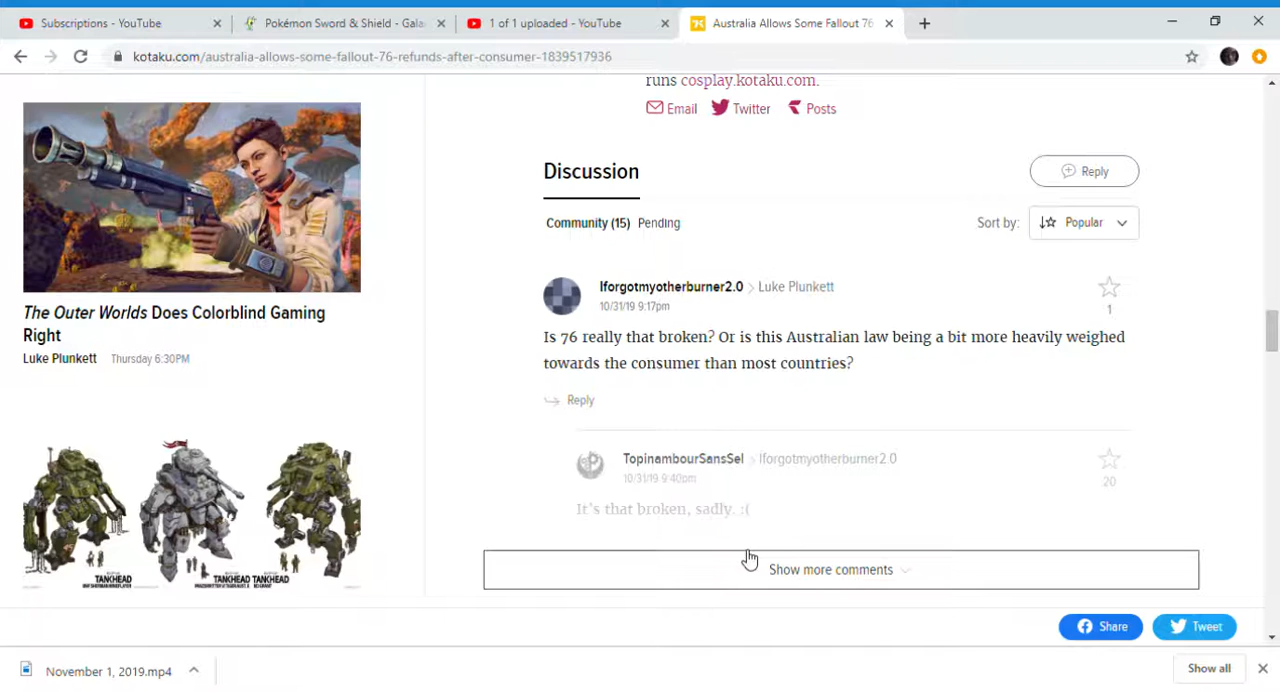 Subscriptions - YouTube
Pokémon Sword & Shield - Gala
1 of 1 uploaded - YouTube
Australia Allows Some Fallout 76
kotaku.com/australia-allows-some-fallout-76-refunds-after-consumer-1839517936
runs cosplay.kotaku.com.
Email Twitter Posts
Discussion
Reply
Community (15) Pending
Sort by: Popular
Iforgotmyotherburner2.0 > Luke Plunkett
10/31/19 9:17pm
1
Is 76 really that broken? Or is this Australian law being a bit more heavily weighed
towards the consumer than most countries?
Reply
TopinambourSansSel > Iforgotmyotherburner2.0
10/31/19 9:40pm
20
It's that broken, sadly. :(
Show more comments
The Outer Worlds Does Colorblind Gaming
Right
Luke Plunkett Thursday 6:30PM
TANKHEAD
TANKHEAD
TANKHEAD
Share
Tweet
November 1, 2019.mp4
Show all